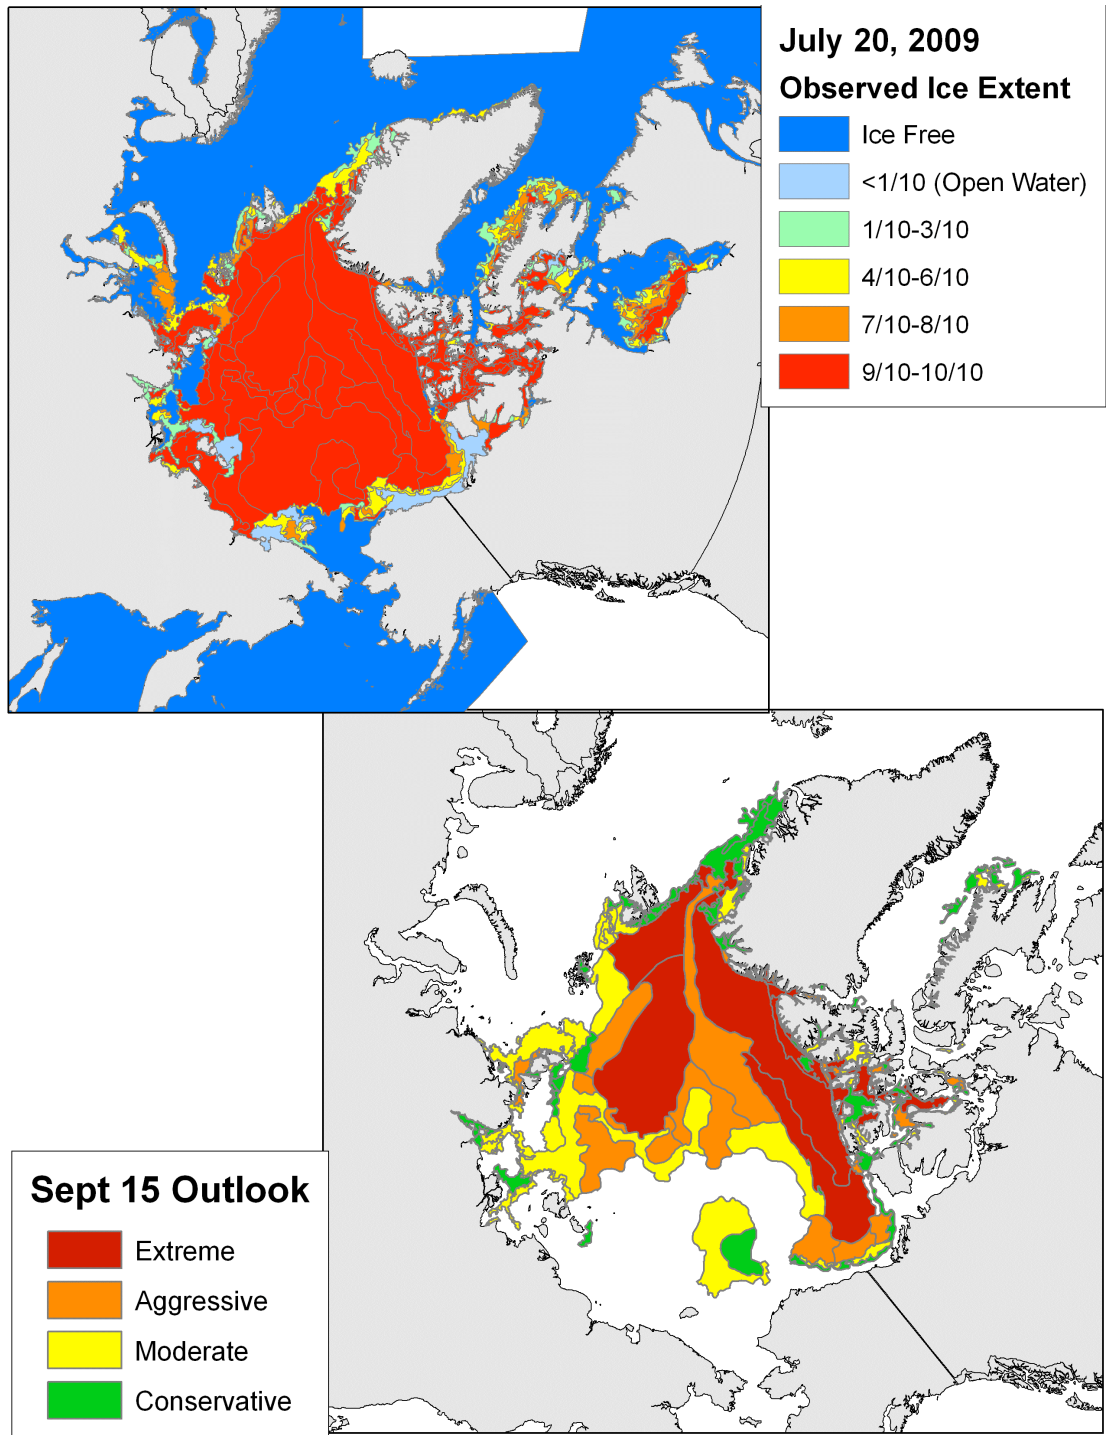 July 20, 2009
Observed Ice Extent
Ice Free
<1/10 (Open Water)
1/10-3/10
4/10-6/10
7/10-8/10
9/10-10/10
Sept 15 Outlook
Extreme
Aggressive
Moderate
Conservative